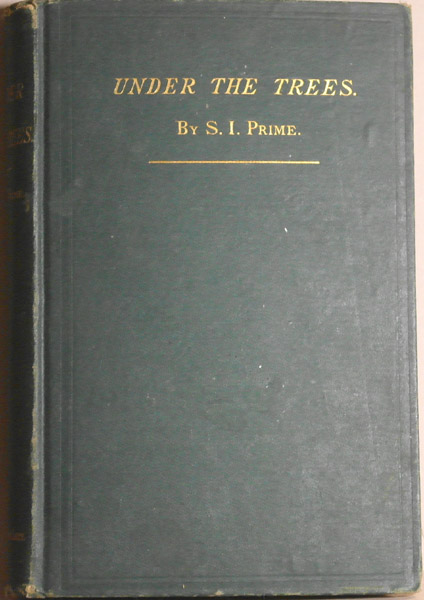 UNDER THE TREES.
BY S. I. PRIME.